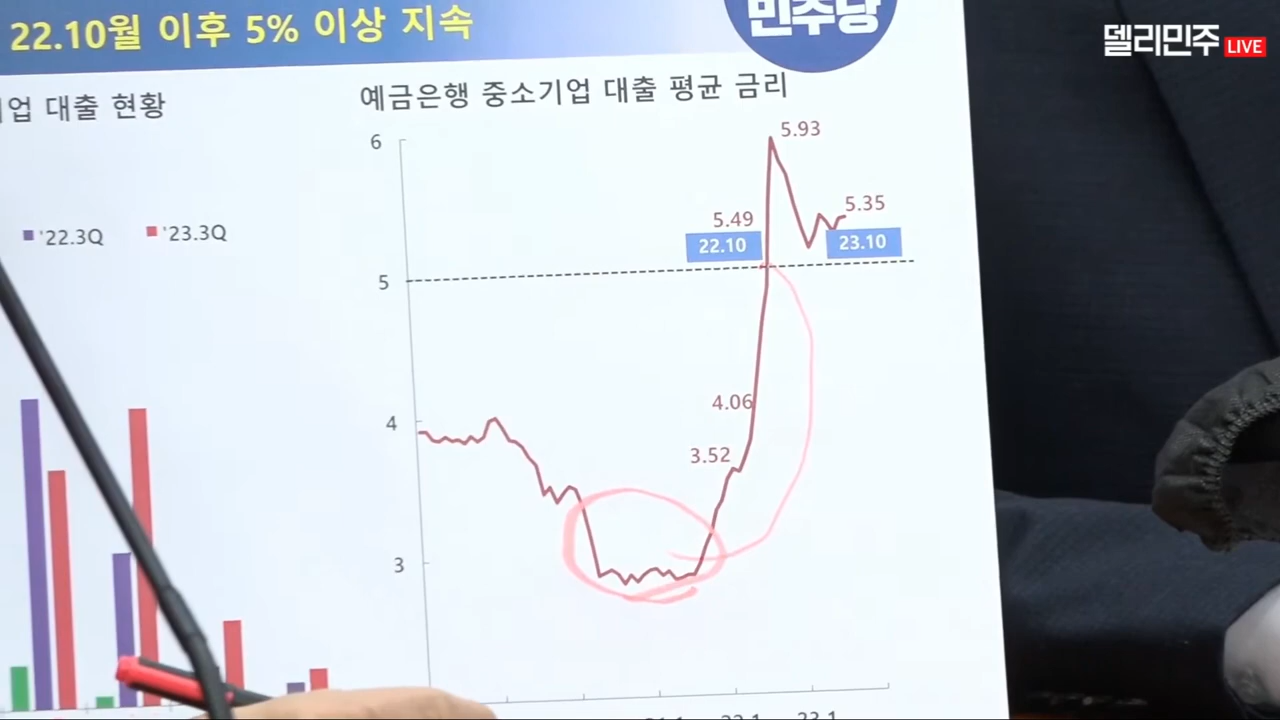 22.10월 이후 5% 이상 지속
민주당
델리민주 LIVE
업 대출 현황
예금은행 중소기업 대출 평균 금리
'22.3Q '23.3Q
6
5
4
3
5.93
5.49
22.10
5.35
23.10
4.06
3.52